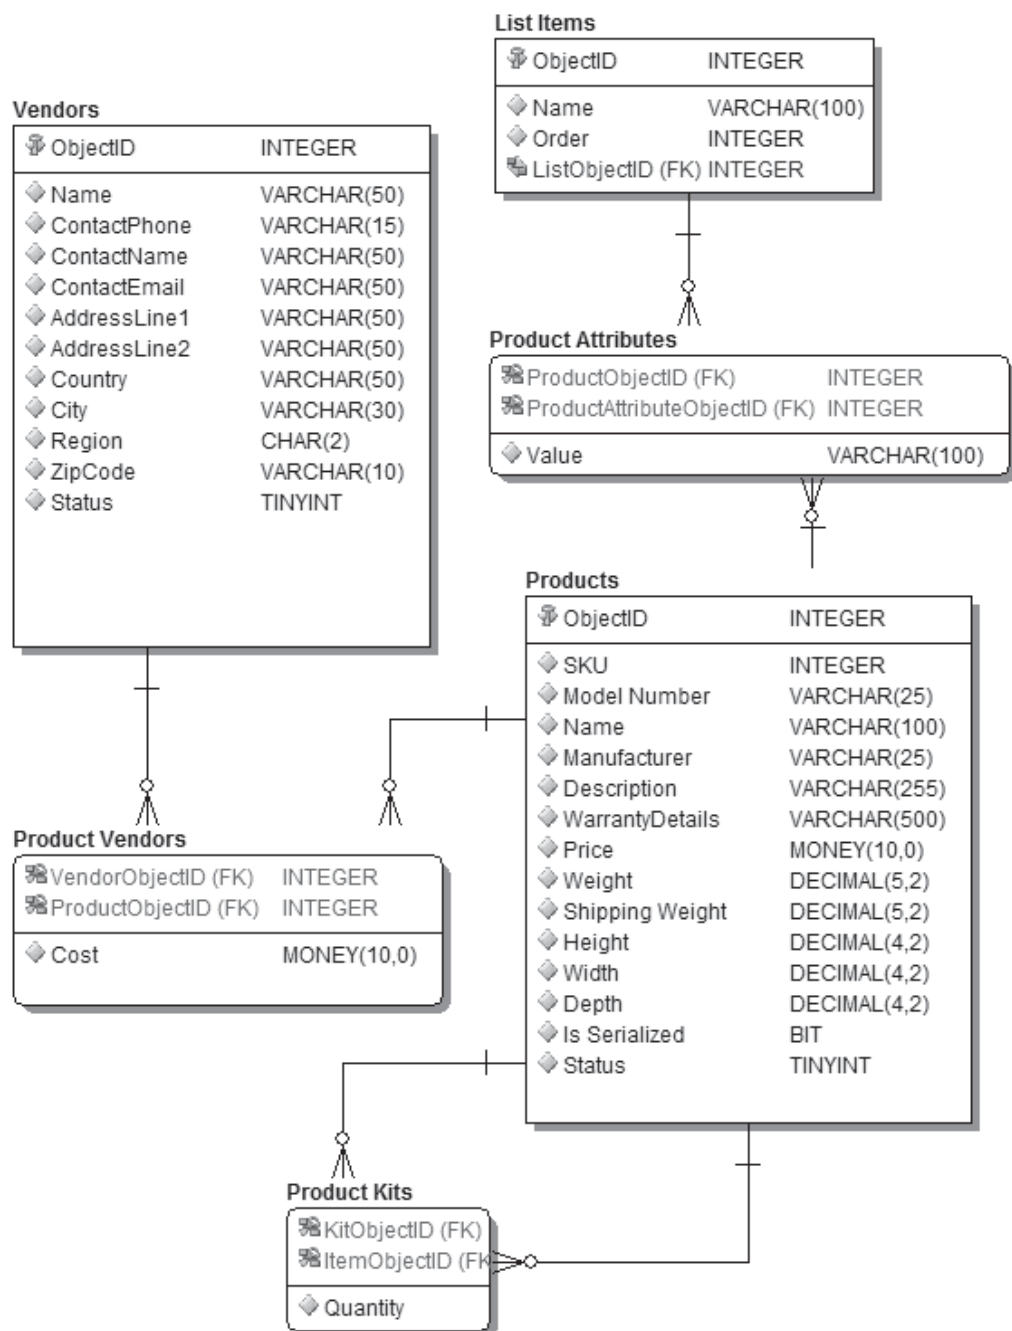 List Items
ObjectID INTEGER
Name VARCHAR(100)
Order INTEGER
ListObjectID (FK) INTEGER
Vendors
ObjectID INTEGER
Name VARCHAR(50)
ContactPhone VARCHAR(15)
ContactName VARCHAR(50)
ContactEmail VARCHAR(50)
AddressLine1 VARCHAR(50)
AddressLine2 VARCHAR(50)
Country VARCHAR(50)
City VARCHAR(30)
Region CHAR(2)
ZipCode VARCHAR(10)
Status TINYINT
Product Attributes
ProductObjectID (FK) INTEGER
ProductAttributeObjectID (FK) INTEGER
Value VARCHAR(100)
Products
ObjectID INTEGER
SKU INTEGER
Model Number VARCHAR(25)
Name VARCHAR(100)
Manufacturer VARCHAR(25)
Description VARCHAR(255)
WarrantyDetails VARCHAR(500)
Price MONEY(10,0)
Weight DECIMAL(5,2)
Shipping Weight DECIMAL(5,2)
Height DECIMAL(4,2)
Width DECIMAL(4,2)
Depth DECIMAL(4,2)
Is Serialized BIT
Status TINYINT
Product Vendors
VendorObjectID (FK) INTEGER
ProductObjectID (FK) INTEGER
Cost MONEY(10,0)
Product Kits
KitObjectID (FK)
ItemObjectID (FK
Quantity